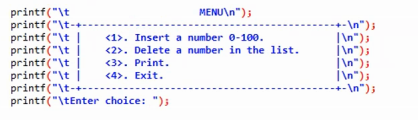 printf("\t                    MENU\n");
printf("\t-+------------------------------------------+-\n");
printf("\t |    <1>. Insert a number 0-100.            |\n");
printf("\t |    <2>. Delete a number in the list.      |\n");
printf("\t |    <3>. Print.                            |\n");
printf("\t |    <4>. Exit.                             |\n");
printf("\t-+------------------------------------------+-\n");
printf("\tEnter choice: ");